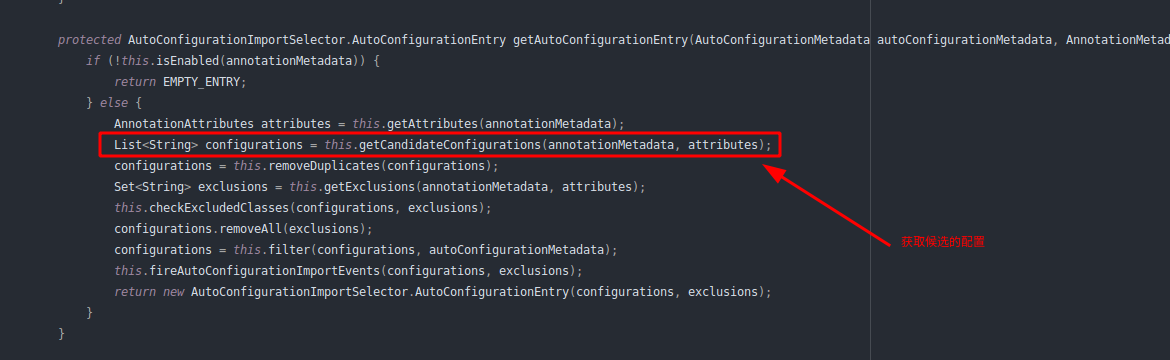 }
protected AutoConfigurationImportSelector.AutoConfigurationEntry getAutoConfigurationEntry(AutoConfigurationMetadata autoConfigurationMetadata, AnnotationMetad
if (!this.isEnabled(annotationMetadata)) {
return EMPTY_ENTRY;
} else {
AnnotationAttributes attributes = this.getAttributes(annotationMetadata);
List<String> configurations = this.getCandidateConfigurations(annotationMetadata, attributes);
configurations = this.removeDuplicates(configurations);
Set<String> exclusions = this.getExclusions(annotationMetadata, attributes);
this.checkExcludedClasses(configurations, exclusions);
configurations.removeAll(exclusions);
获取候选的配置
configurations = this.filter(configurations, autoConfigurationMetadata);
this.fireAutoConfigurationImportEvents(configurations, exclusions);
return new AutoConfigurationImportSelector.AutoConfigurationEntry(configurations, exclusions);
}
}